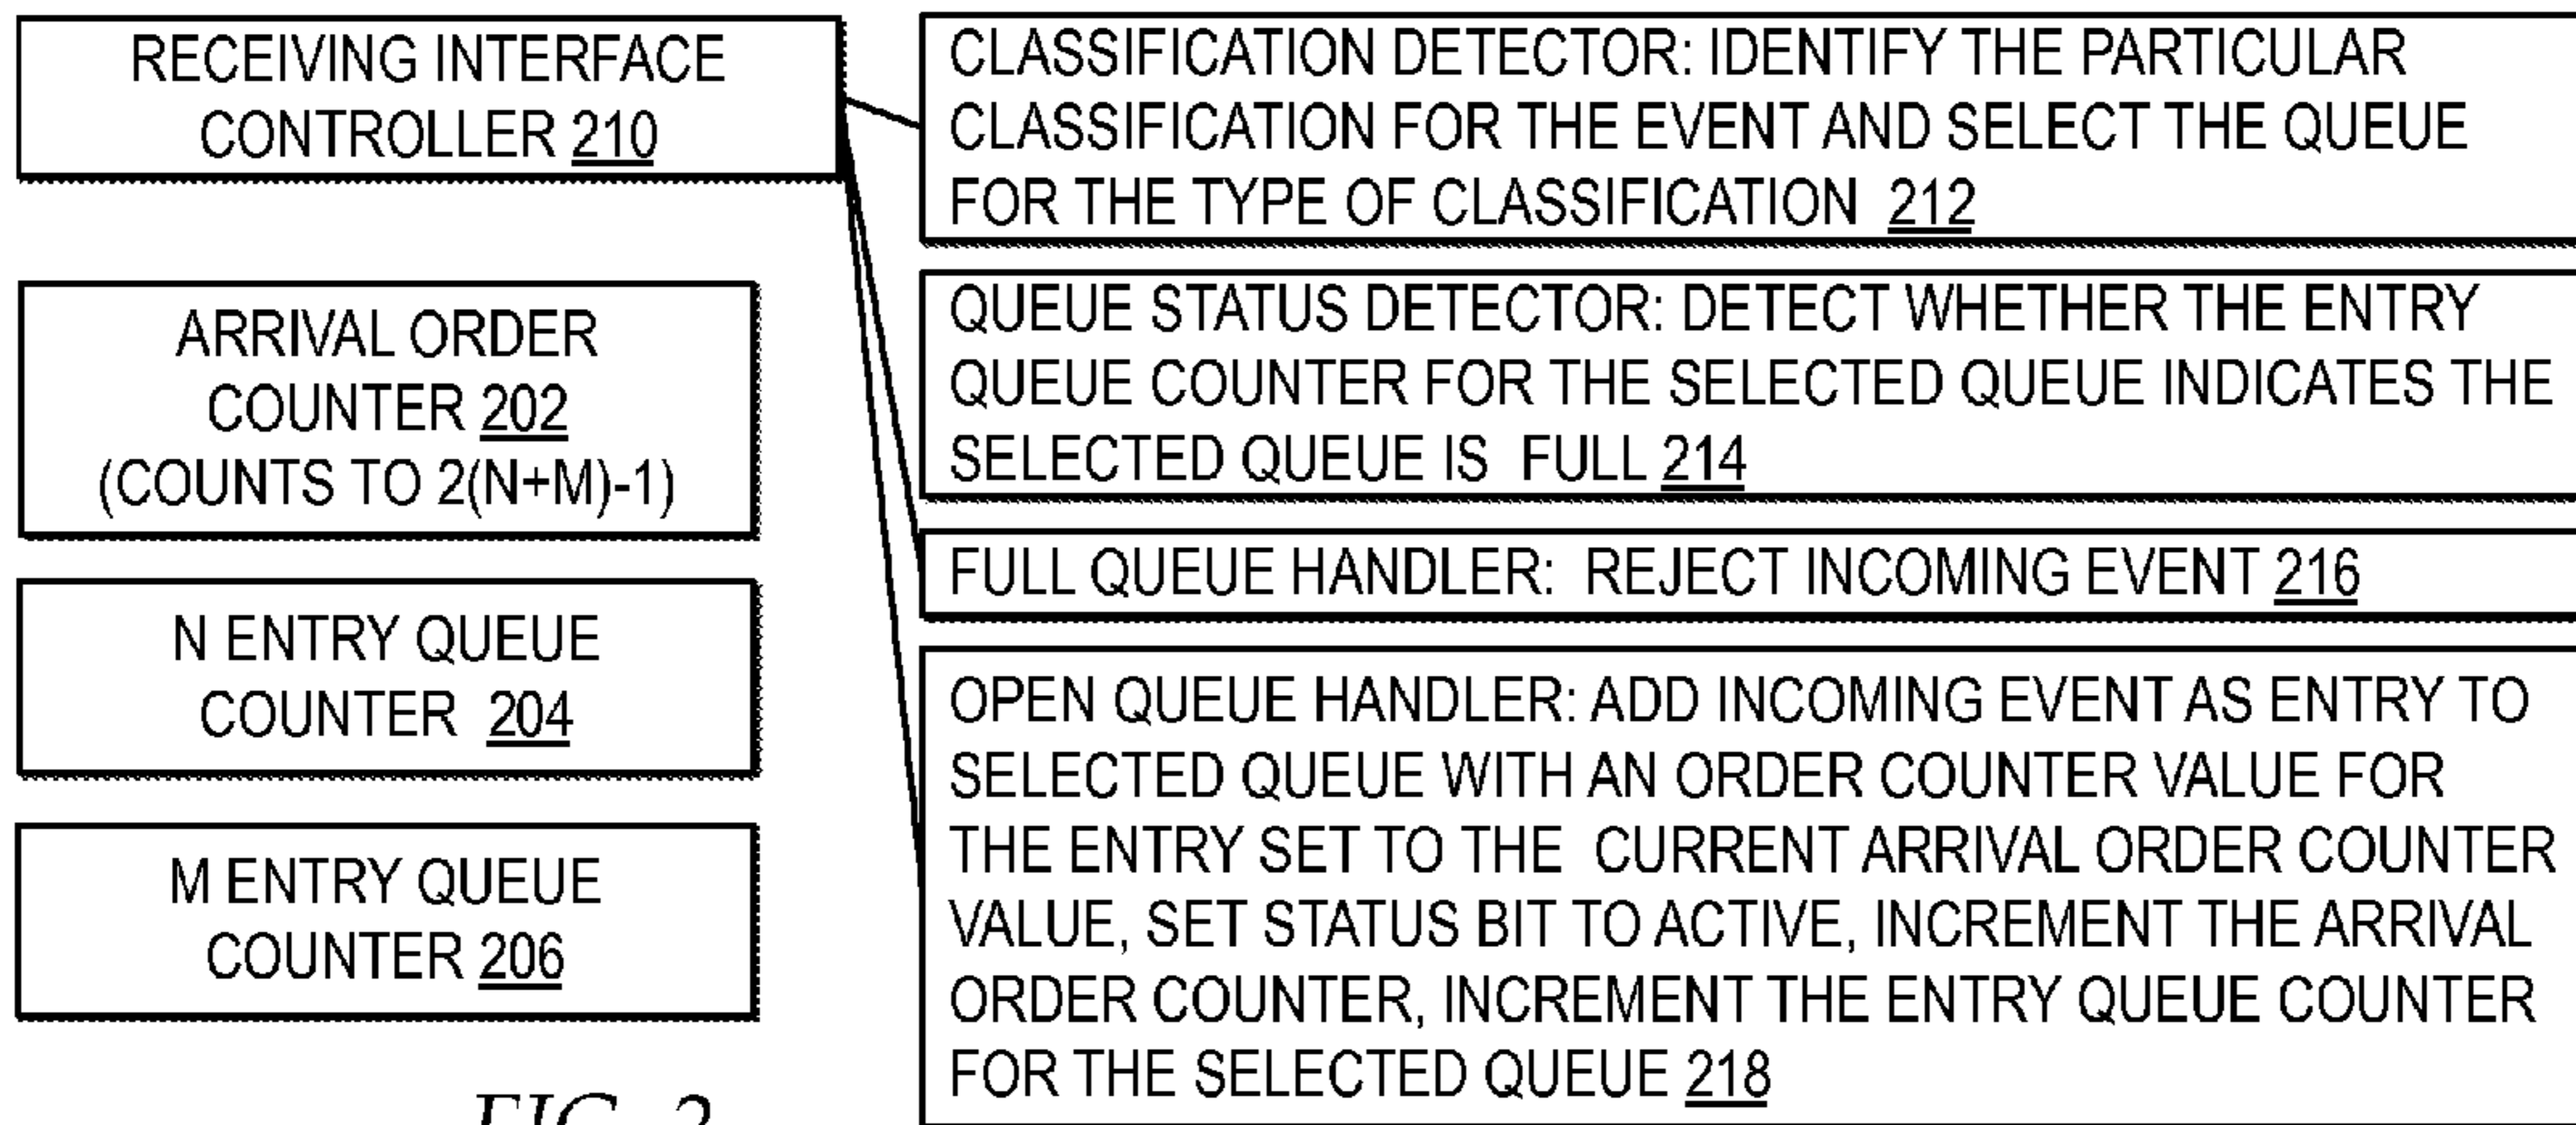 RECEIVING INTERFACE
CONTROLLER 210
ARRIVAL ORDER
COUNTER 202
(COUNTS TO 2(N+M)-1)
N ENTRY QUEUE
COUNTER 204
M ENTRY QUEUE
COUNTER 206
FIG. 2
CLASSIFICATION DETECTOR: IDENTIFY THE PARTICULAR
CLASSIFICATION FOR THE EVENT AND SELECT THE QUEUE
FOR THE TYPE OF CLASSIFICATION 212
QUEUE STATUS DETECTOR: DETECT WHETHER THE ENTRY
QUEUE COUNTER FOR THE SELECTED QUEUE INDICATES THE
SELECTED QUEUE IS FULL 214
FULL QUEUE HANDLER: REJECT INCOMING EVENT 216
OPEN QUEUE HANDLER: ADD INCOMING EVENT AS ENTRY TO
SELECTED QUEUE WITH AN ORDER COUNTER VALUE FOR
THE ENTRY SET TO THE CURRENT ARRIVAL ORDER COUNTER
VALUE, SET STATUS BIT TO ACTIVE, INCREMENT THE ARRIVAL
ORDER COUNTER, INCREMENT THE ENTRY QUEUE COUNTER
FOR THE SELECTED QUEUE 218